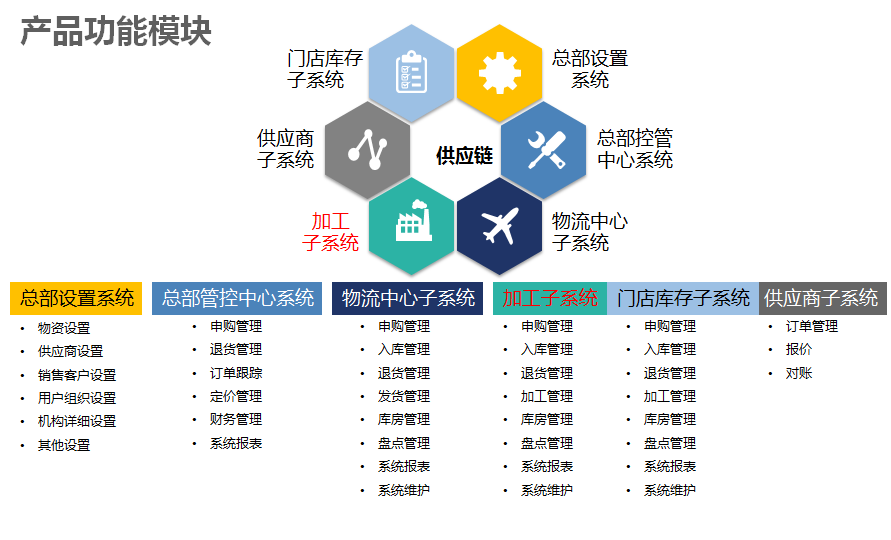 产品功能模块
门店库存
子系统
总部设置
系统
供应商
子系统
供应链
总部控管
中心系统
加工
子系统
物流中心
子系统
总部设置系统
• 物资设置
• 供应商设置
• 销售客户设置
• 用户组织设置
• 机构详细设置
• 其他设置
总部管控中心系统
• 申购管理
• 退货管理
• 订单跟踪
• 定价管理
• 财务管理
• 系统报表
物流中心子系统
• 申购管理
• 入库管理
• 退货管理
• 发货管理
• 库房管理
• 盘点管理
• 系统报表
• 系统维护
加工子系统
• 申购管理
• 入库管理
• 退货管理
• 加工管理
• 库房管理
• 盘点管理
• 系统报表
• 系统维护
门店库存子系统
• 申购管理
• 入库管理
• 退货管理
• 加工管理
• 库房管理
• 盘点管理
• 系统报表
• 系统维护
供应商子系统
• 订单管理
• 报价
• 对账